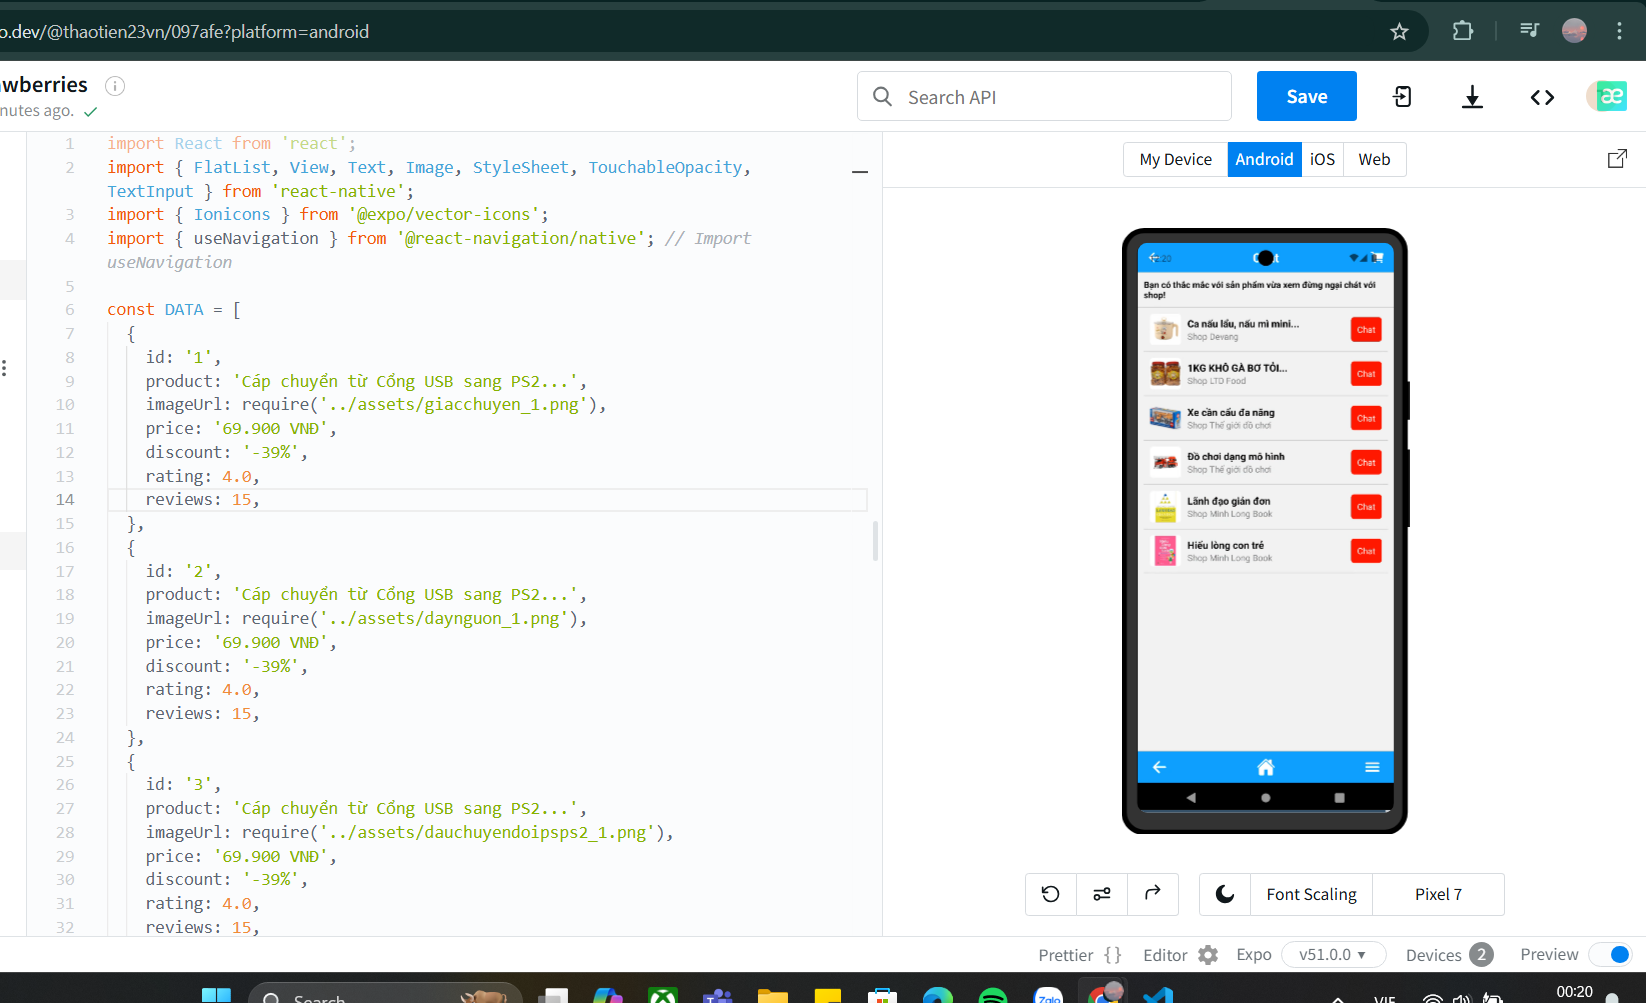 o.dev/@thaotien23vn/097afe?platform=android
wberries
nutes ago.
Search API
Save
1 import React from 'react';
2 import { FlatList, View, Text, Image, StyleSheet, TouchableOpacity,
TextInput } from 'react-native';
3 import { Ionicons } from '@expo/vector-icons';
4 import { useNavigation } from '@react-navigation/native'; // Import
useNavigation
5
6 const DATA = [
7 {
8 id: '1',
9 product: 'Cáp chuyển từ Cổng USB sang PS2...',
10 imageUrl: require('../assets/giacchuyen_1.png'),
11 price: '69.900 VNĐ',
12 discount: '-39%',
13 rating: 4.0,
14 reviews: 15,
15 },
16 {
17 id: '2',
18 product: 'Cáp chuyển từ Cổng USB sang PS2...',
19 imageUrl: require('../assets/daynguon_1.png'),
20 price: '69.900 VNĐ',
21 discount: '-39%',
22 rating: 4.0,
23 reviews: 15,
24 },
25 {
26 id: '3',
27 product: 'Cáp chuyển từ Cổng USB sang PS2...',
28 imageUrl: require('../assets/dauchuyendoipsps2_1.png'),
29 price: '69.900 VNĐ',
30 discount: '-39%',
31 rating: 4.0,
32 reviews: 15,
My Device Android iOS Web
Bạn có thắc mắc với sản phẩm vừa xem đừng ngại chát với
shop!
Ca nấu lẩu, nấu mì mini...
Shop Devang
Chat
1KG KHÔ GÀ BƠ TỎI...
Shop LTD Food
Chat
Xe cần cẩu đa năng
Shop Thế giới đồ chơi
Chat
Đồ chơi dạng mô hình
Shop Thế giới đồ chơi
Chat
Lãnh đạo giản đơn
Shop Minh Long Book
Chat
Hiểu lòng con trẻ
Shop Minh Long Book
Chat
Font Scaling
Pixel 7
Prettier {} Editor Expo v51.0.0 Devices 2 Preview
Search
Zalo
VIE
00:20